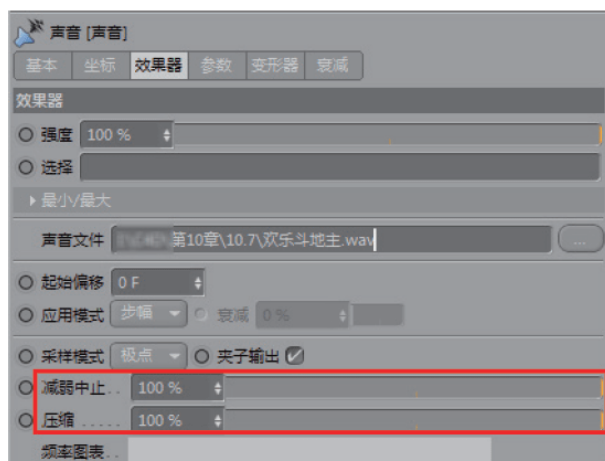 声音 [声音]
基本 坐标 效果器 参数 变形器 衰减
效果器
强度 100 %
选择
最小/最大
声音文件 第10章\10.7\欢乐斗地主.wav
起始偏移 0 F
应用模式 步幅 衰减 0 %
采样模式 极点 夹子输出
减弱中止.. 100 %
压缩 ..... 100 %
频率图表..